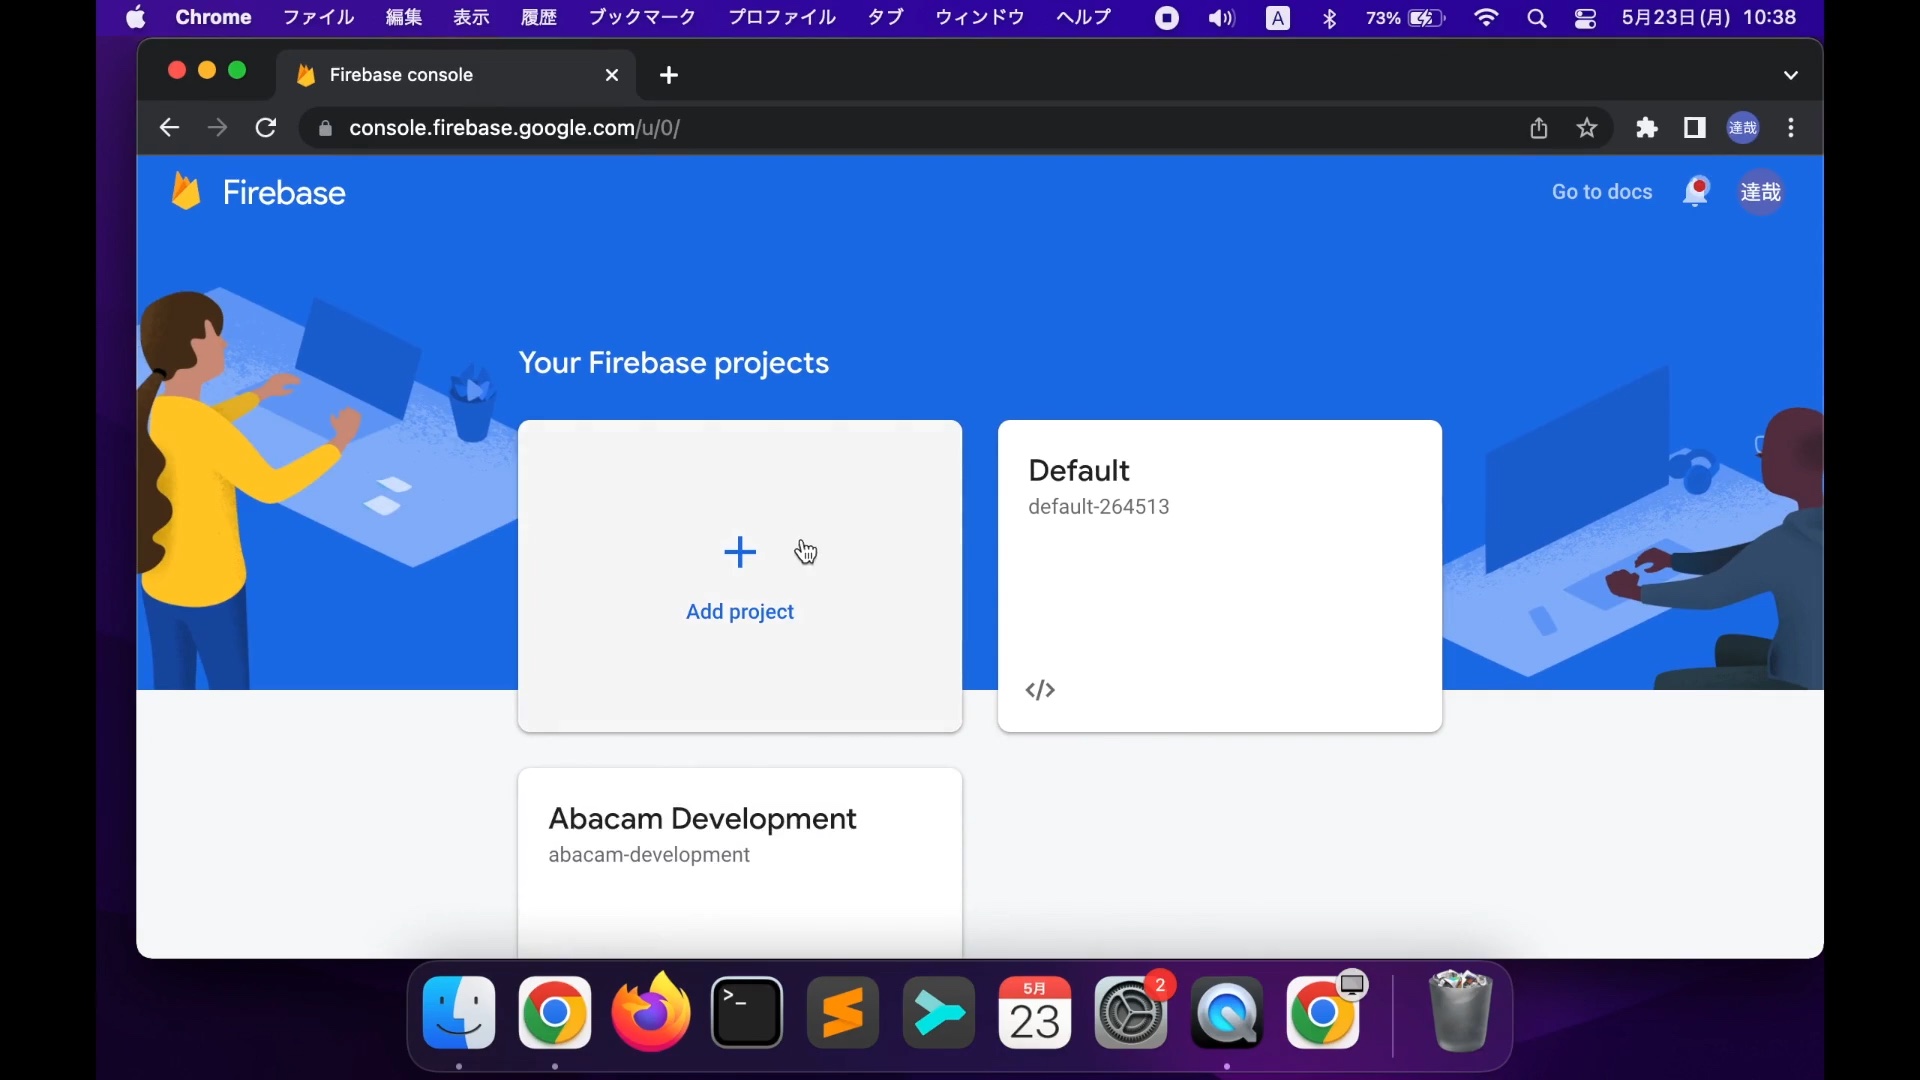 Chrome ファイル 編集 表示 履歴 ブックマーク プロファイル タブ ウィンドウ ヘルプ A 73% 5月23日(月) 10:38
Firebase console
console.firebase.google.com/u/0/ 達哉
Firebase Go to docs 達哉
Your Firebase projects
Add project
Default
default-264513
</>
Abacam Development
abacam-development
>_
5月
23
2